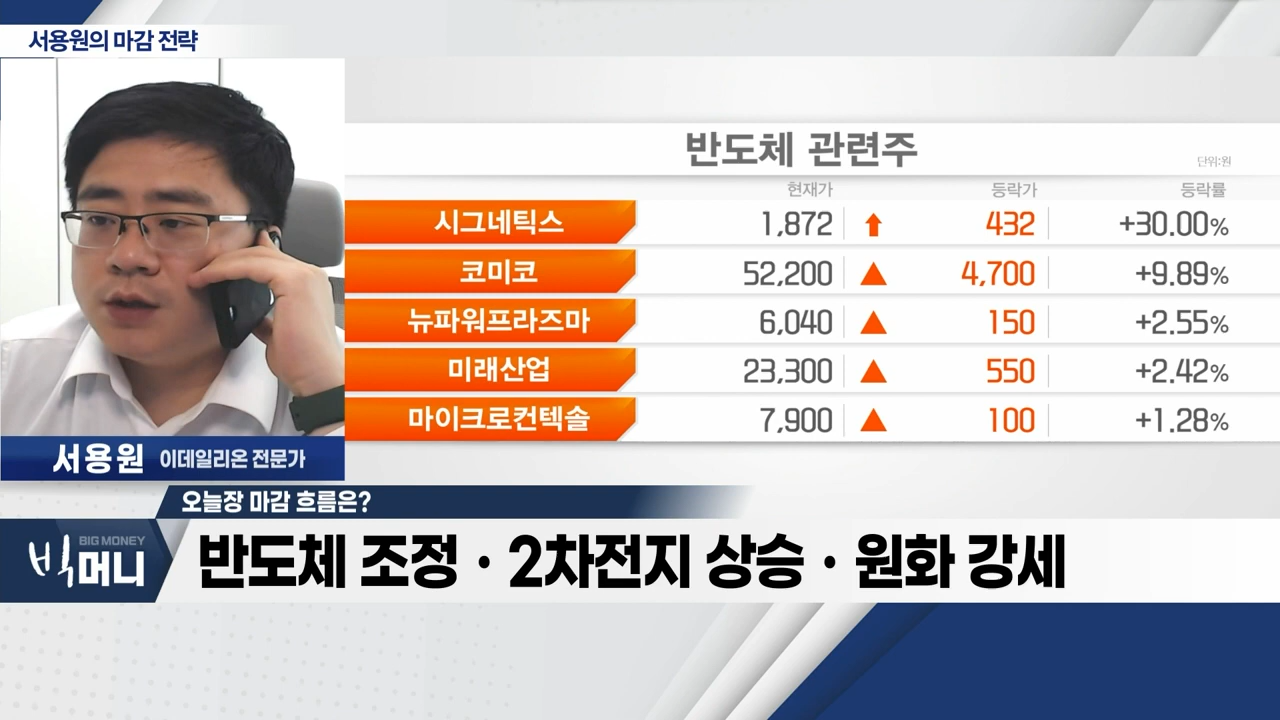 서용원의 마감 전략
반도체 관련주
단위:원
현재가 등락가 등락률
시그네틱스 1,872 432 +30.00%
코미코 52,200 ▲ 4,700 +9.89%
뉴파워프라즈마 6,040 ▲ 150 +2.55%
미래산업 23,300 ▲ 550 +2.42%
마이크로컨텍솔 7,900 ▲ 100 +1.28%
서용원 이데일리온 전문가
오늘장 마감 흐름은?
BIG MONEY
빅머니
반도체 조정 · 2차전지 상승 · 원화 강세